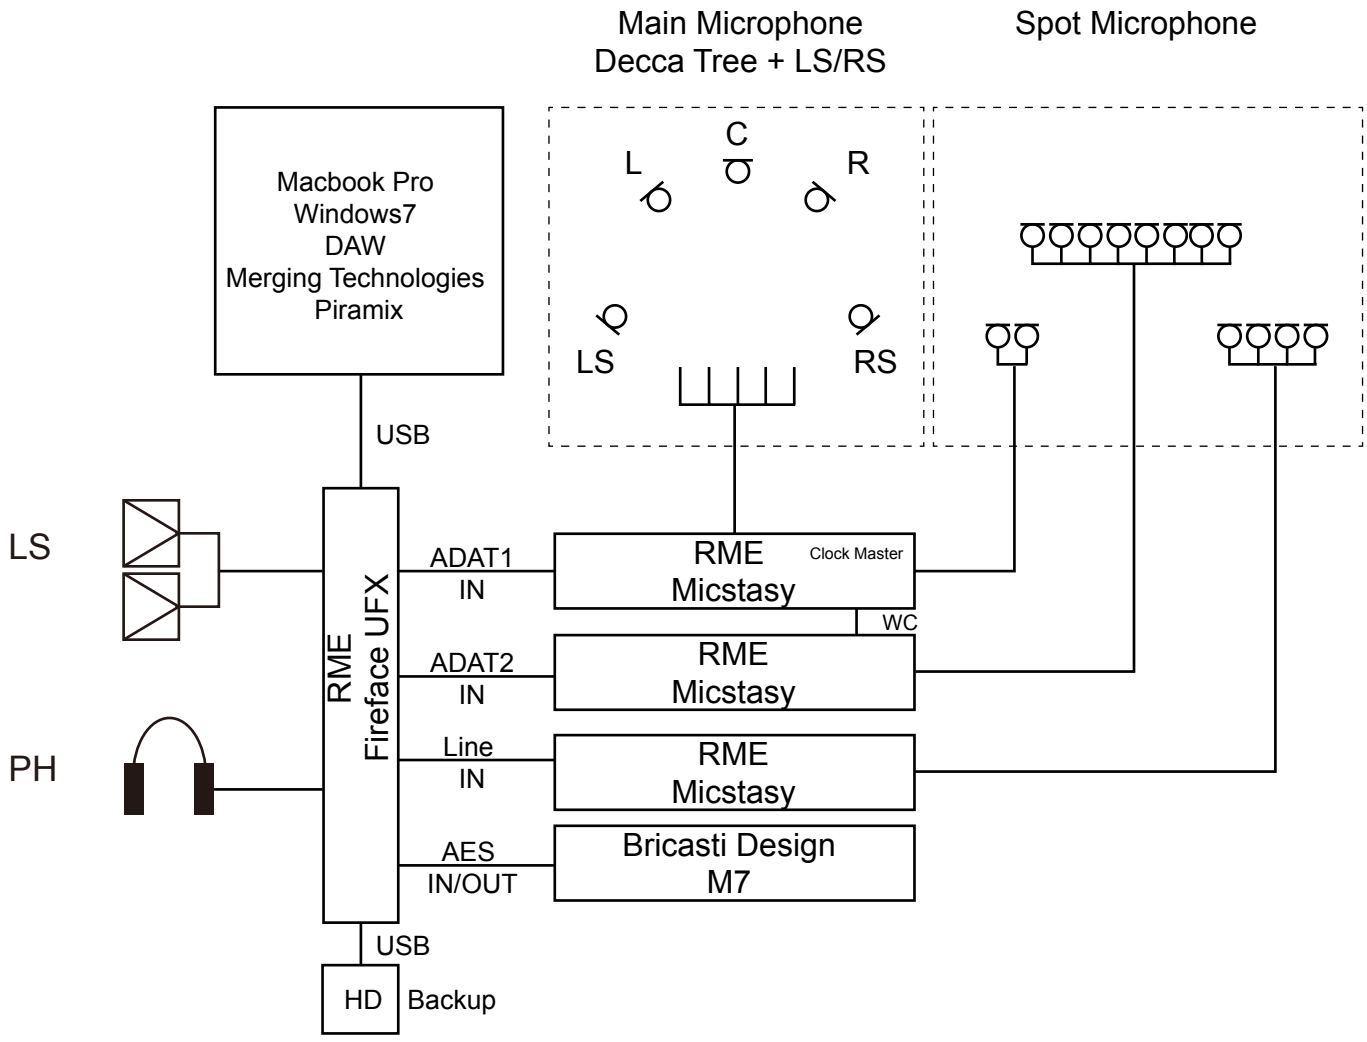 Main Microphone
Decca Tree + LS/RS
Spot Microphone
Macbook Pro
Windows7
DAW
Merging Technologies
Piramix
C
L
R
LS
RS
USB
LS
PH
RME
Fireface UFX
ADAT1
IN
RME
Micstasy
Clock Master
WC
ADAT2
IN
RME
Micstasy
Line
IN
RME
Micstasy
AES
IN/OUT
Bricasti Design
M7
USB
HD
Backup